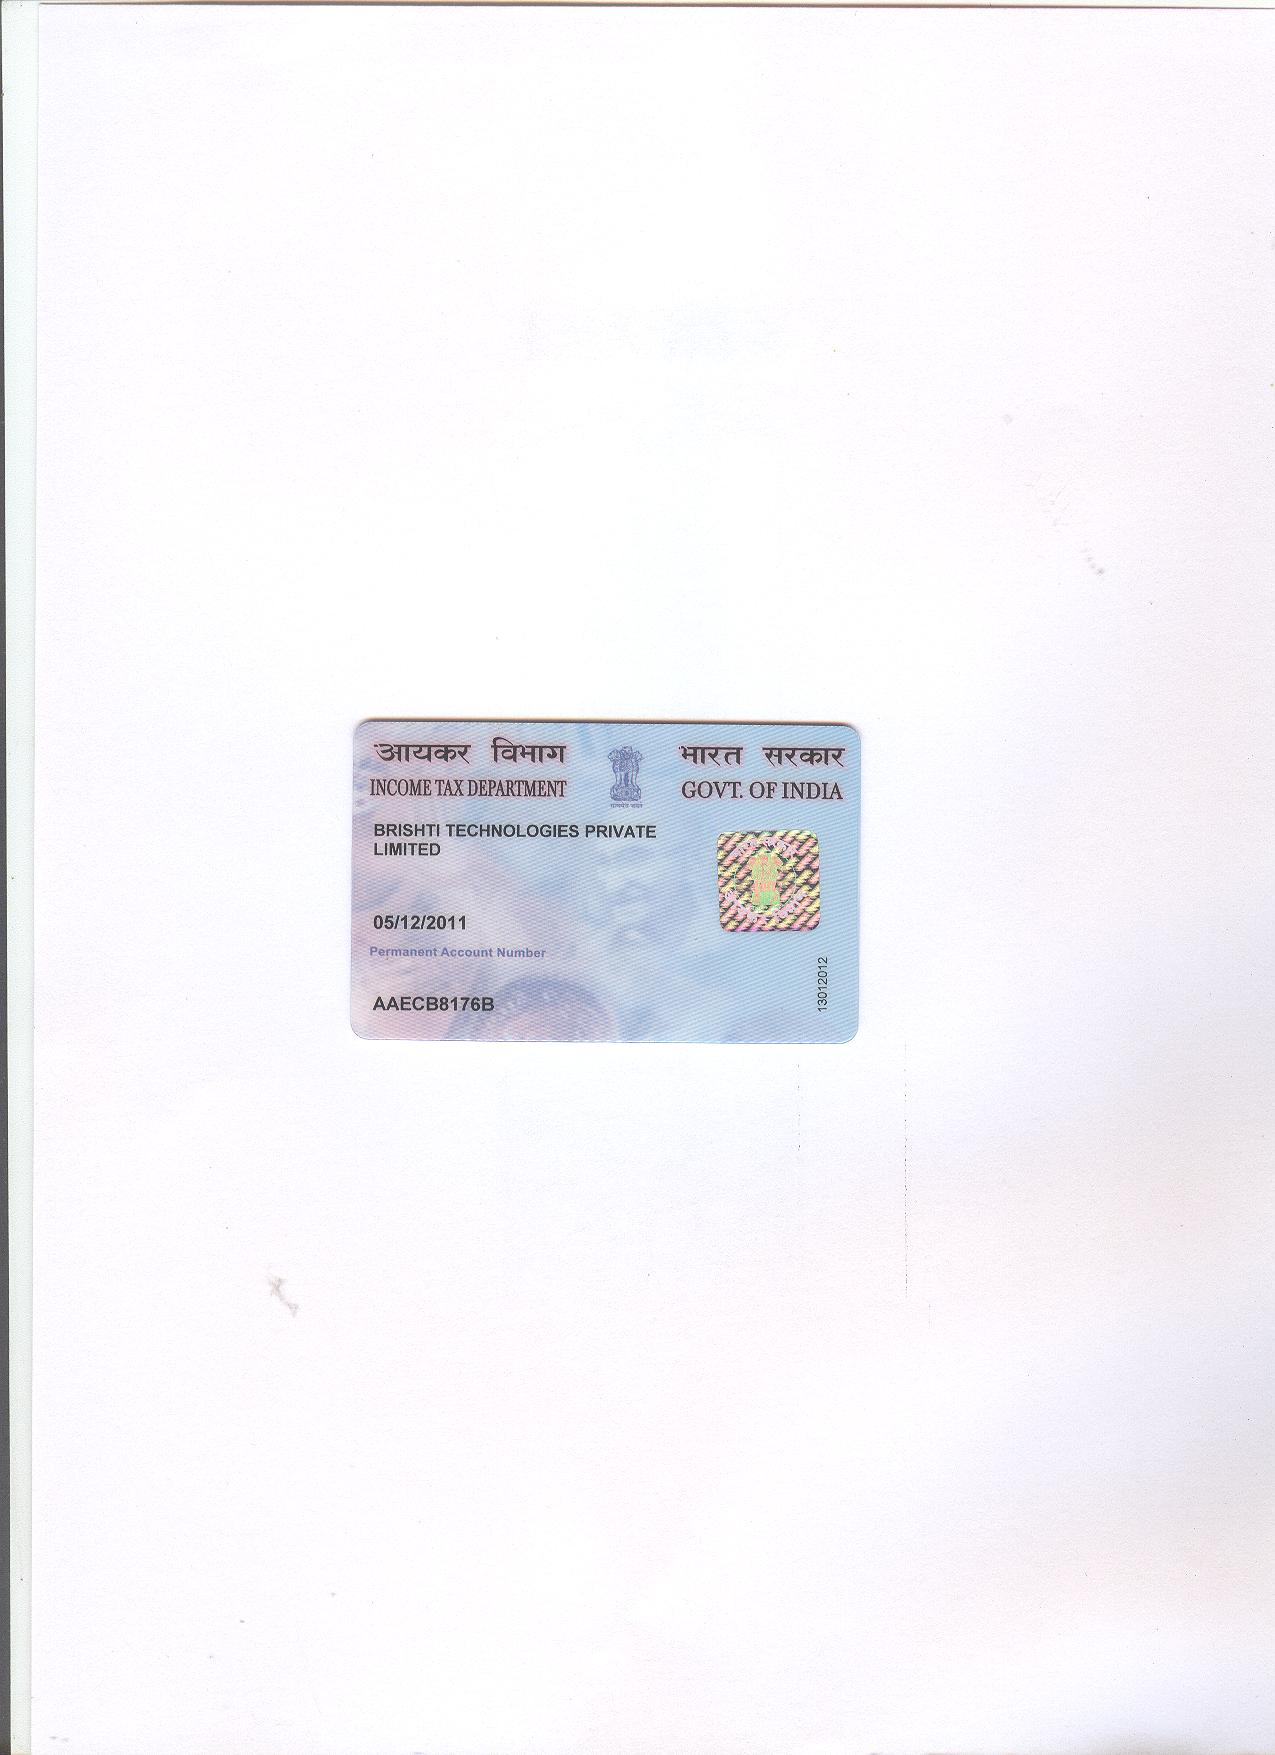 आयकर विभाग
INCOME TAX DEPARTMENT
भारत सरकार
GOVT. OF INDIA
BRISHTI TECHNOLOGIES PRIVATE
LIMITED
05/12/2011
Permanent Account Number
AAECB8176B
13012012